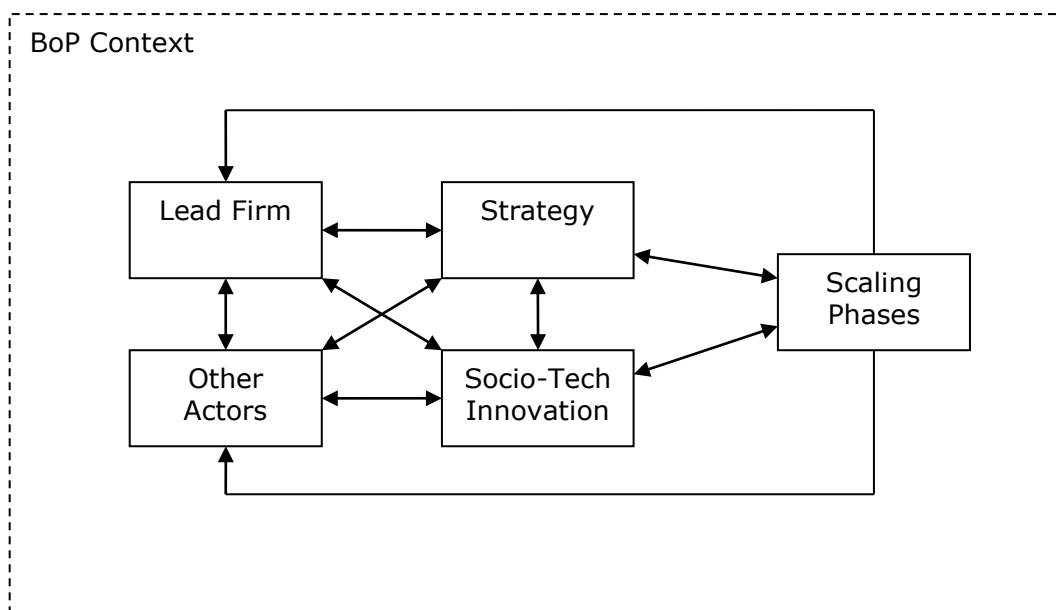 BoP Context
Lead Firm
Strategy
Scaling
Phases
Other
Actors
Socio-Tech
Innovation